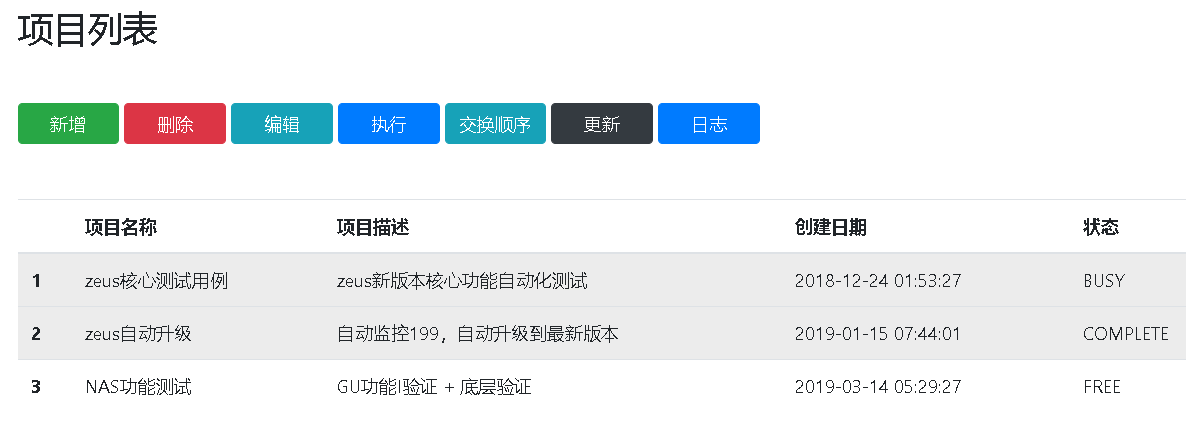 项目列表
新增 删除 编辑 执行 交换顺序 更新 日志
项目名称 项目描述 创建日期 状态
1 zeus核心测试用例 zeus新版本核心功能自动化测试 2018-12-24 01:53:27 BUSY
2 zeus自动升级 自动监控199，自动升级到最新版本 2019-01-15 07:44:01 COMPLETE
3 NAS功能测试 GU功能I验证 + 底层验证 2019-03-14 05:29:27 FREE